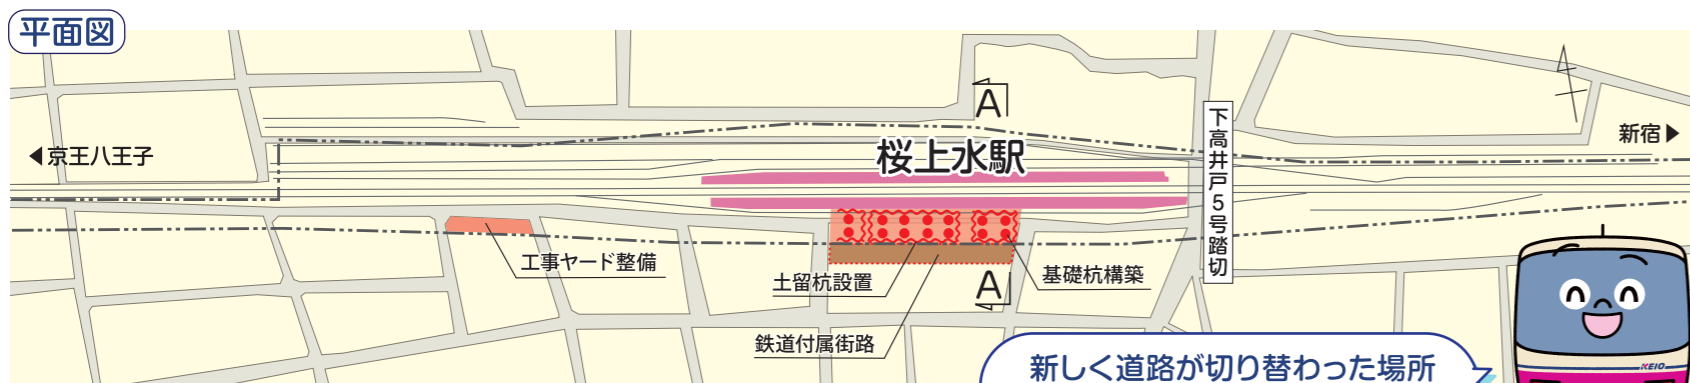 平面図
A
桜上水駅
下高井戸5号踏切
新宿▶
◀京王八王子
工事ヤード整備
土留杭設置
A
基礎杭構築
鉄道付属街路
新しく道路が切り替わった場所
KEIO